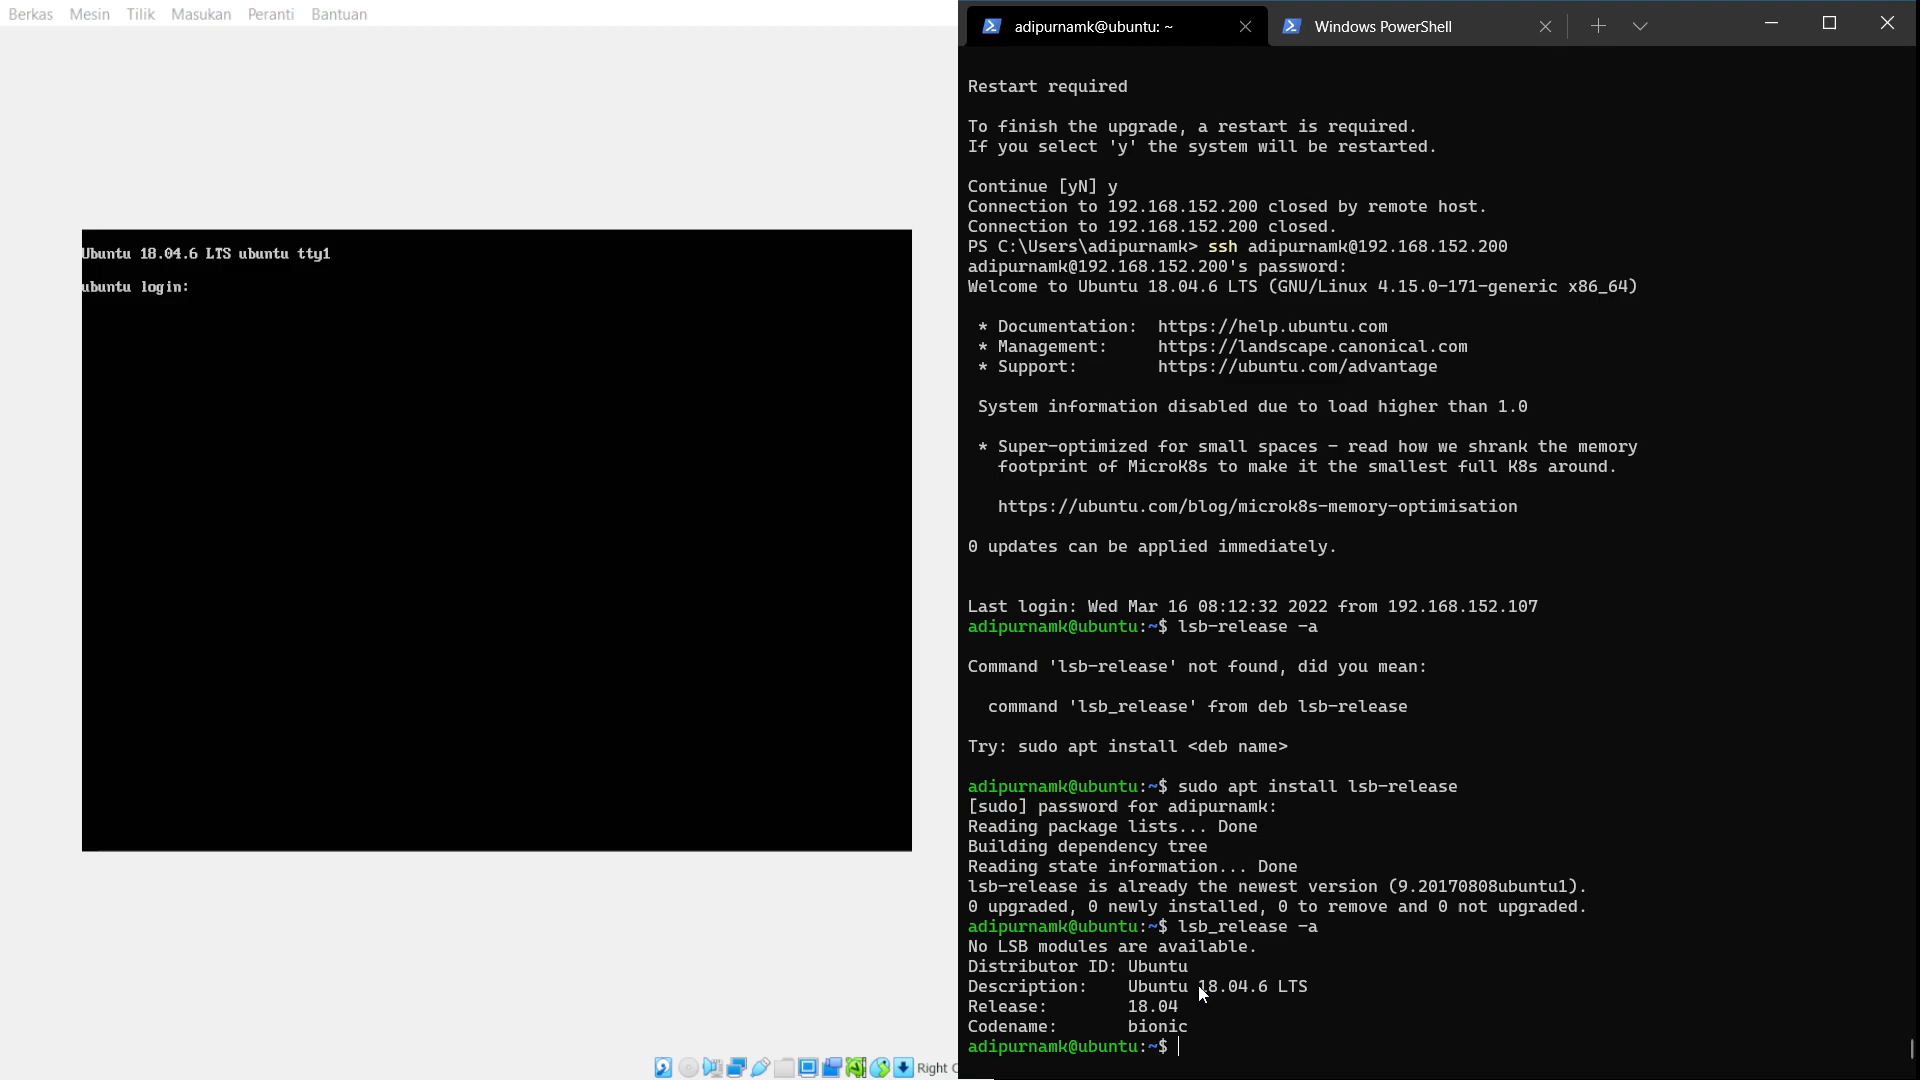 Berkas Mesin Tilik Masukan Peranti Bantuan
Ubuntu 18.04.6 LTS ubuntu tty1
ubuntu login:
Right C
adipurnamk@ubuntu: ~
Windows PowerShell
Restart required
To finish the upgrade, a restart is required.
If you select 'y' the system will be restarted.
Continue [yN] y
Connection to 192.168.152.200 closed by remote host.
Connection to 192.168.152.200 closed.
PS C:\Users\adipurnamk> ssh adipurnamk@192.168.152.200
adipurnamk@192.168.152.200's password:
Welcome to Ubuntu 18.04.6 LTS (GNU/Linux 4.15.0-171-generic x86_64)
* Documentation:  https://help.ubuntu.com
* Management:     https://landscape.canonical.com
* Support:        https://ubuntu.com/advantage
System information disabled due to load higher than 1.0
* Super-optimized for small spaces - read how we shrank the memory
footprint of MicroK8s to make it the smallest full K8s around.
https://ubuntu.com/blog/microk8s-memory-optimisation
0 updates can be applied immediately.
Last login: Wed Mar 16 08:12:32 2022 from 192.168.152.107
adipurnamk@ubuntu:~$ lsb-release -a
Command 'lsb-release' not found, did you mean:
command 'lsb_release' from deb lsb-release
Try: sudo apt install <deb name>
adipurnamk@ubuntu:~$ sudo apt install lsb-release
[sudo] password for adipurnamk:
Reading package lists... Done
Building dependency tree
Reading state information... Done
lsb-release is already the newest version (9.20170808ubuntu1).
0 upgraded, 0 newly installed, 0 to remove and 0 not upgraded.
adipurnamk@ubuntu:~$ lsb_release -a
No LSB modules are available.
Distributor ID: Ubuntu
Description:    Ubuntu 18.04.6 LTS
Release:        18.04
Codename:       bionic
adipurnamk@ubuntu:~$